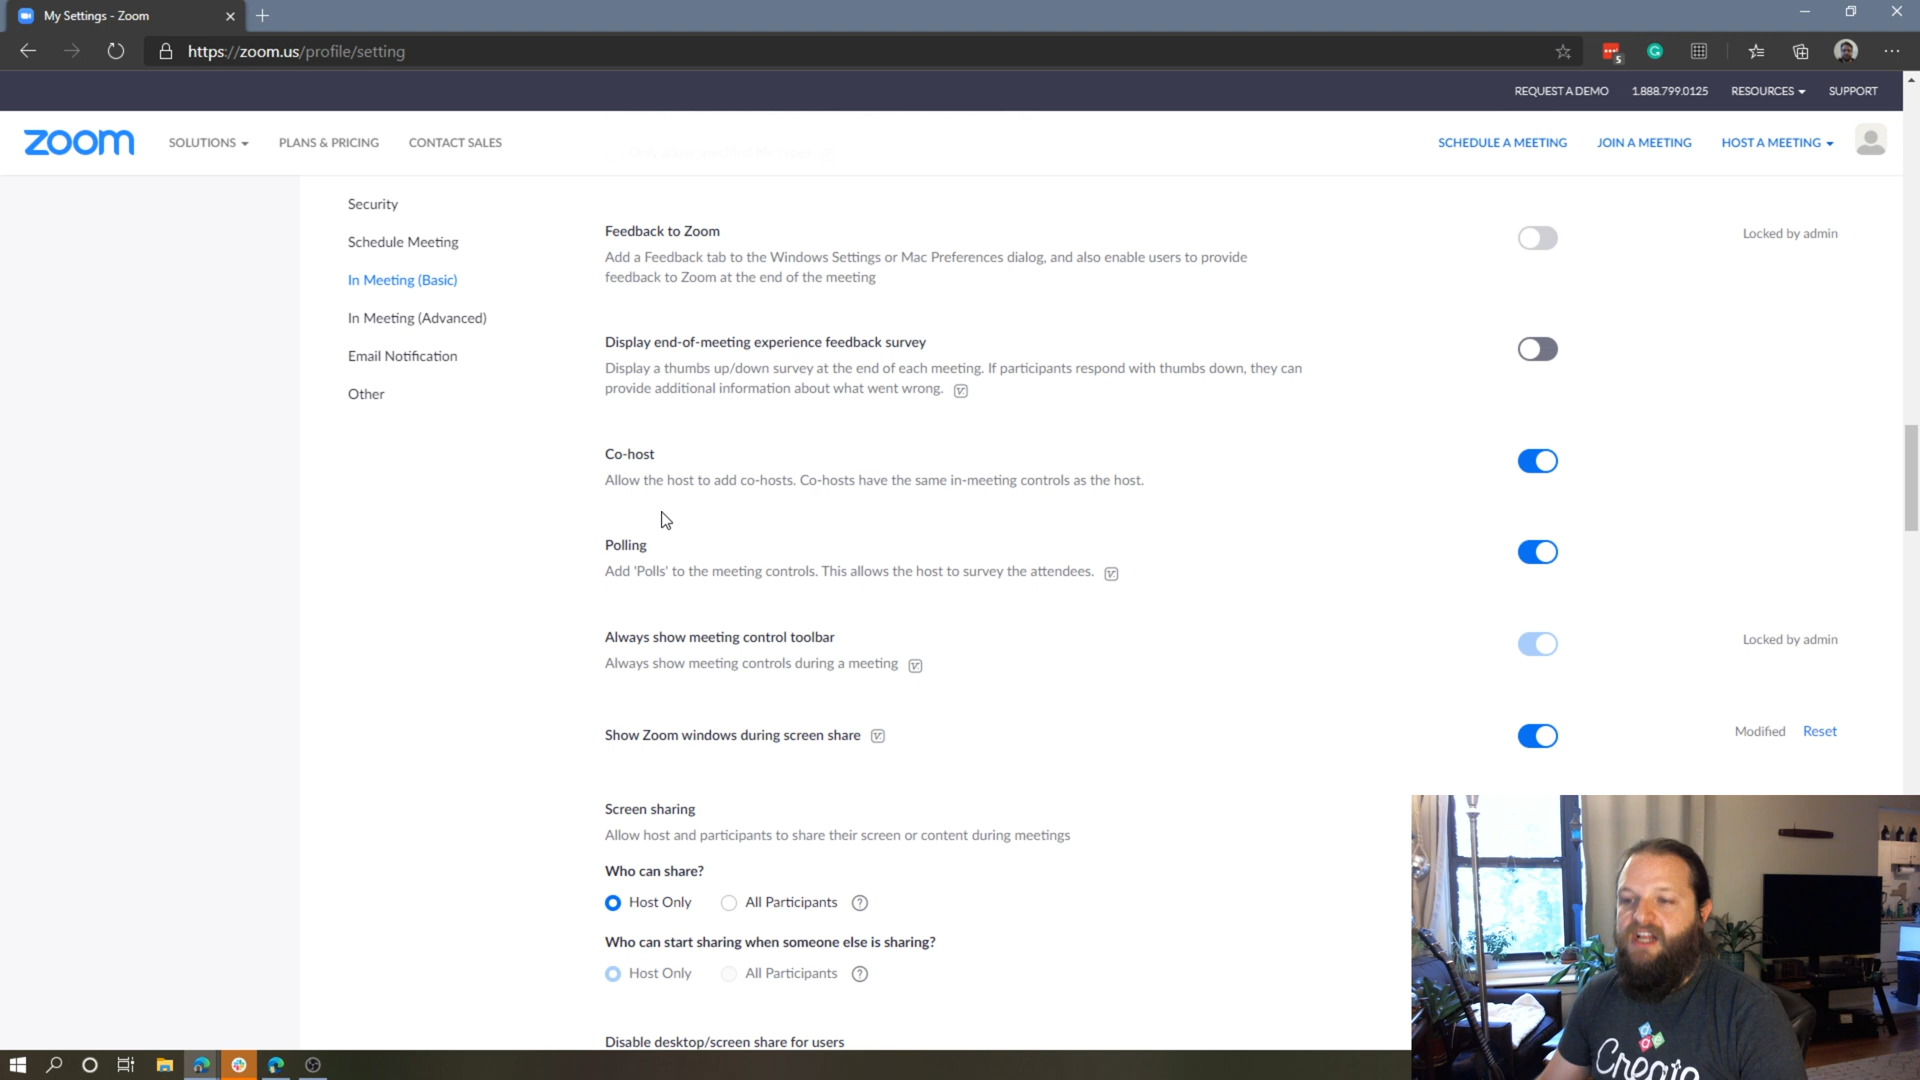 My Settings - Zoom
https://zoom.us/profile/setting
5
REQUEST A DEMO 1.888.799.0125 RESOURCES SUPPORT
zoom SOLUTIONS PLANS & PRICING CONTACT SALES SCHEDULE A MEETING JOIN A MEETING HOST A MEETING
Security
Schedule Meeting
In Meeting (Basic)
In Meeting (Advanced)
Email Notification
Other
Feedback to Zoom
Locked by admin
Add a Feedback tab to the Windows Settings or Mac Preferences dialog, and also enable users to provide
feedback to Zoom at the end of the meeting
Display end-of-meeting experience feedback survey
Display a thumbs up/down survey at the end of each meeting. If participants respond with thumbs down, they can
provide additional information about what went wrong.
Co-host
Allow the host to add co-hosts. Co-hosts have the same in-meeting controls as the host.
Polling
Add 'Polls' to the meeting controls. This allows the host to survey the attendees.
Always show meeting control toolbar
Locked by admin
Always show meeting controls during a meeting
Show Zoom windows during screen share
Modified Reset
Screen sharing
Allow host and participants to share their screen or content during meetings
Who can share?
Host Only All Participants
Who can start sharing when someone else is sharing?
Host Only All Participants
Disable desktop/screen share for users
Create